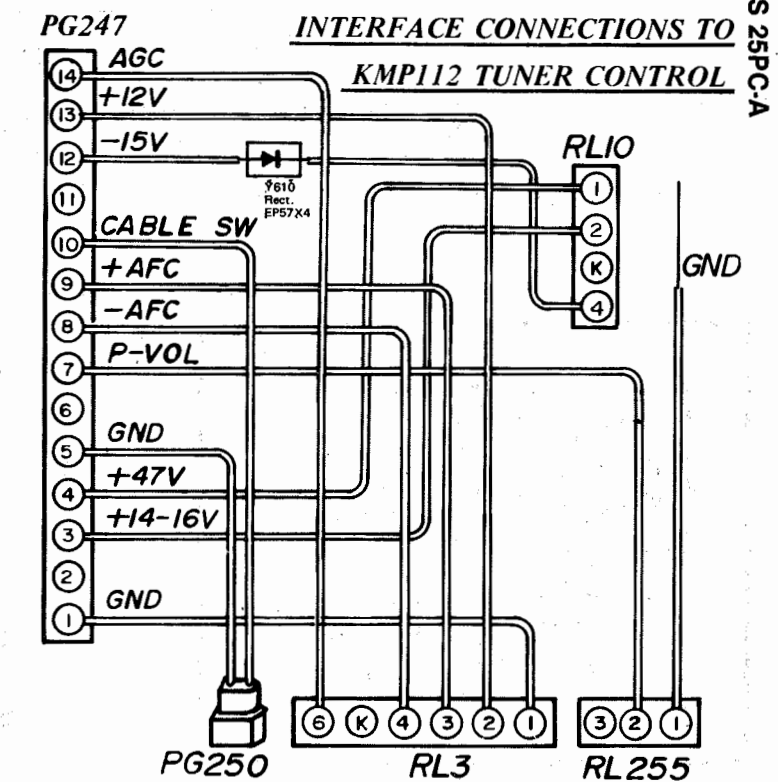 PG247
INTERFACE CONNECTIONS TO
KMP112 TUNER CONTROL
S 25PC-A
14 AGC
13 +12V
12 -15V
Y610
Rect.
EP57X4
11
10 CABLE SW
9 +AFC
8 -AFC
7 P-VOL
6
5 GND
4 +47V
3 +14-16V
2
1 GND
RL10
1
2
K
4
GND
6 K 4 3 2 1
3 2 1
PG250
RL3
RL255